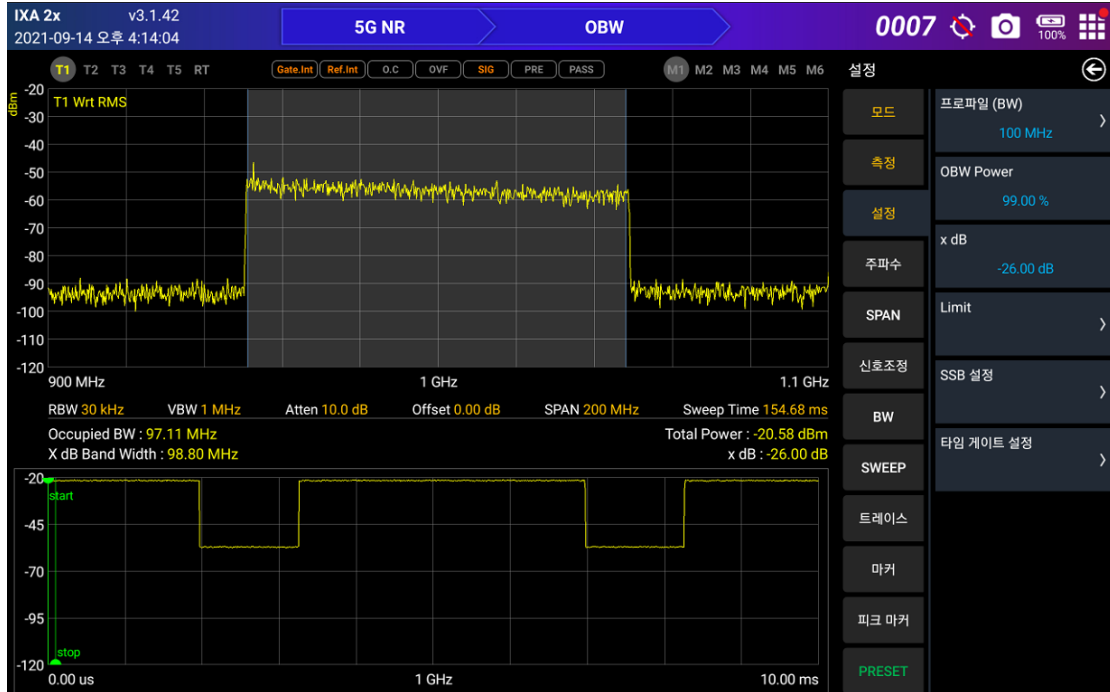 IXA 2x v3.1.42
2021-09-14 오후 4:14:04
5G NR
OBW
0007
100%
T1 T2 T3 T4 T5 RT
Gate.Int Ref.Int O.C OVF SIG PRE PASS
M1 M2 M3 M4 M5 M6
dBm
T1 Wrt RMS
-20
-30
-40
-50
-60
-70
-80
-90
-100
-110
-120
900 MHz 1 GHz 1.1 GHz
RBW 30 kHz VBW 1 MHz Atten 10.0 dB Offset 0.00 dB SPAN 200 MHz Sweep Time 154.68 ms
Occupied BW : 97.11 MHz Total Power : -20.58 dBm
X dB Band Width : 98.80 MHz x dB : -26.00 dB
-20
start
-45
-70
-95
stop
-120
0.00 us 1 GHz 10.00 ms
모드
측정
설정
주파수
SPAN
신호조정
BW
SWEEP
트레이스
마커
피크 마커
PRESET
설정
프로파일 (BW)
100 MHz
OBW Power
99.00 %
x dB
-26.00 dB
Limit
SSB 설정
타임 게이트 설정